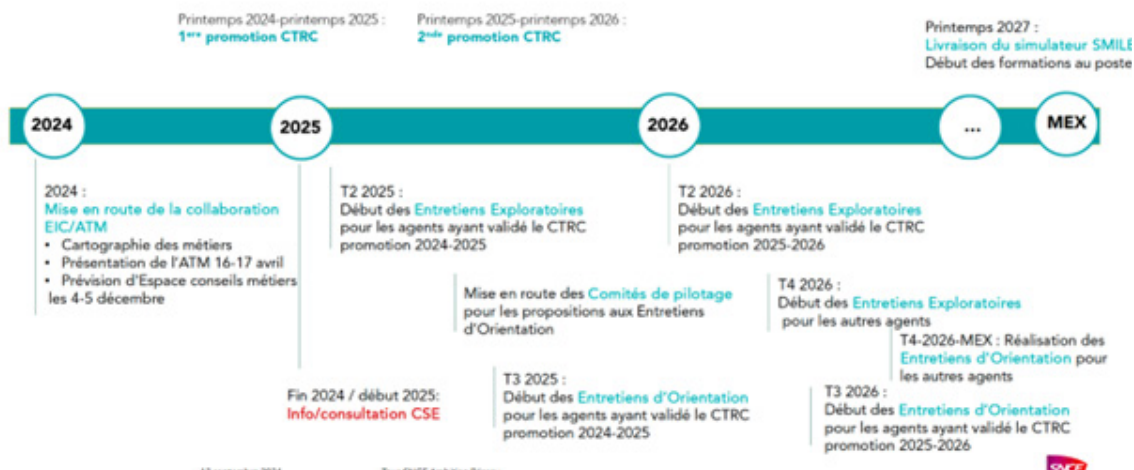 Printemps 2024-printemps 2025 :
1ère promotion CTRC
Printemps 2025-printemps 2026 :
2nde promotion CTRC
Printemps 2027 :
Livraison du simulateur SMILE
Début des formations au poste
2024
2025
2026
...
MEX
2024 :
Mise en route de la collaboration
EIC/ATM
• Cartographie des métiers
• Présentation de l'ATM 16-17 avril
• Prévision d'Espace conseils métiers
les 4-5 décembre
Fin 2024 / début 2025:
Info/consultation CSE
T2 2025 :
Début des Entretiens Exploratoires
pour les agents ayant validé le CTRC
promotion 2024-2025
Mise en route des Comités de pilotage
pour les propositions aux Entretiens
d'Orientation
T3 2025 :
Début des Entretiens d'Orientation
pour les agents ayant validé le CTRC
promotion 2024-2025
T2 2026 :
Début des Entretiens Exploratoires
pour les agents ayant validé le CTRC
promotion 2025-2026
T4 2026 :
Début des Entretiens Exploratoires
pour les autres agents
T4-2026-MEX : Réalisation des
Entretiens d'Orientation pour
les autres agents
T3 2026 :
Début des Entretiens d'Orientation
pour les agents ayant validé le CTRC
promotion 2025-2026
SNCF